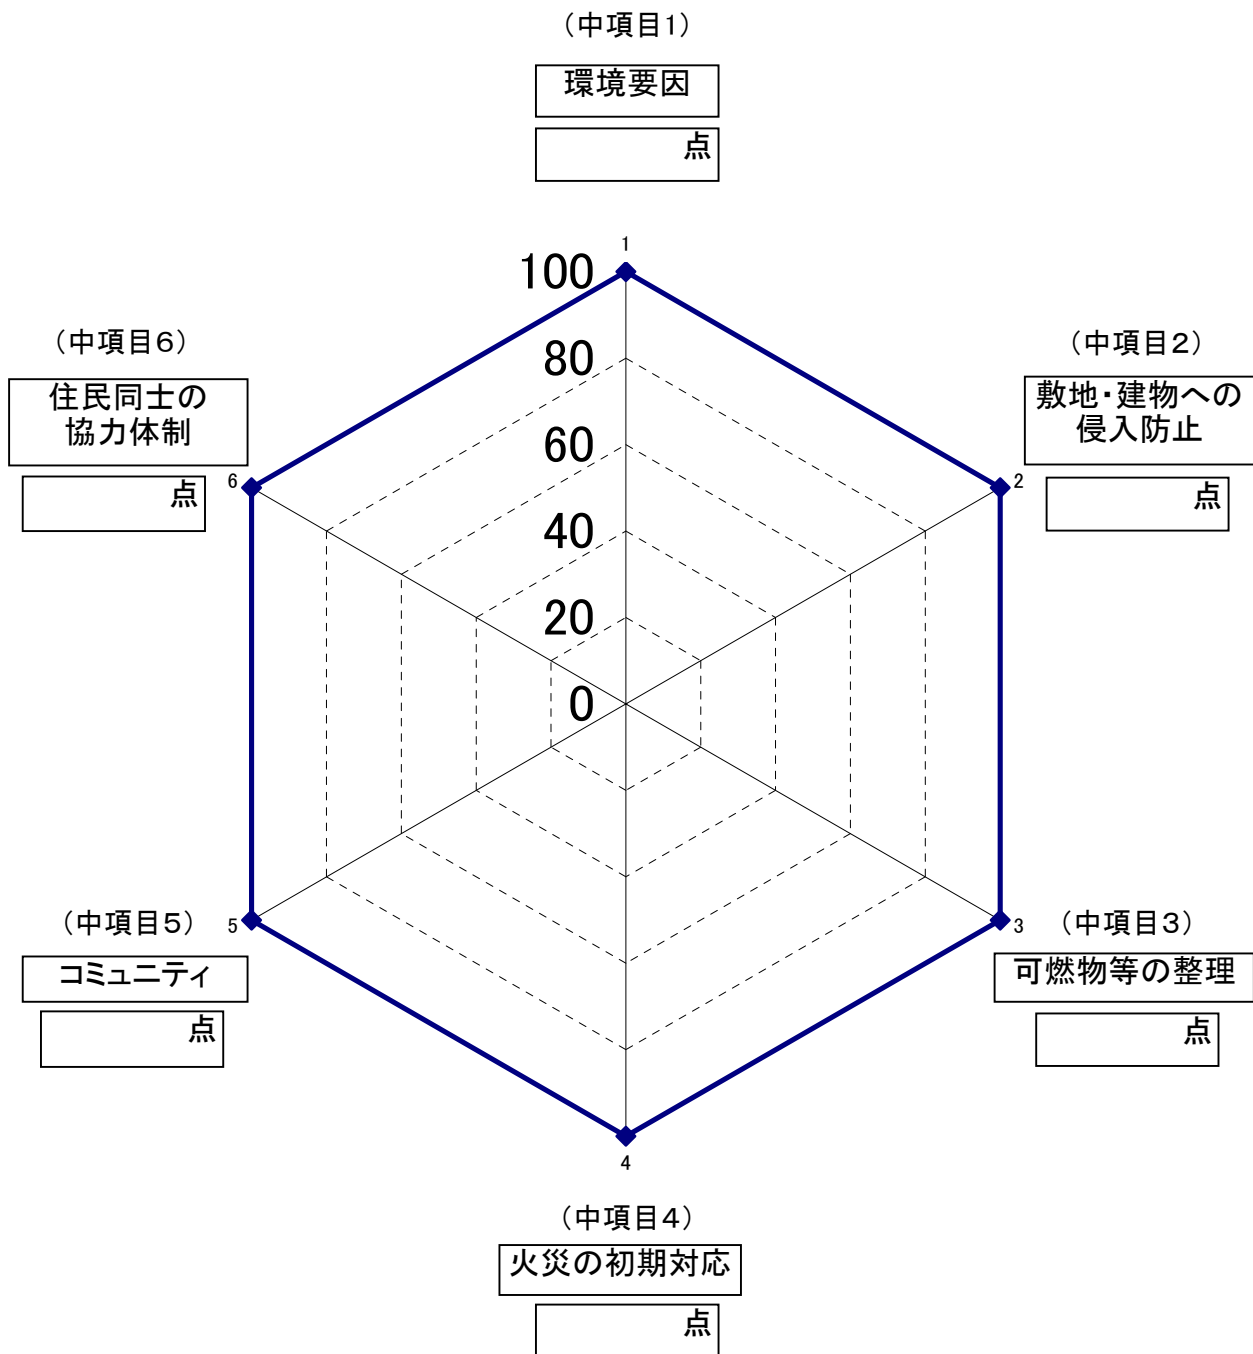 （中項目1）
環境要因
点
1
100
80
60
40
20
0
（中項目2）
敷地・建物への
侵入防止
点
2
（中項目3）
可燃物等の整理
点
3
4
（中項目4）
火災の初期対応
点
（中項目5）
コミュニティ
点
5
（中項目6）
住民同士の
協力体制
点
6